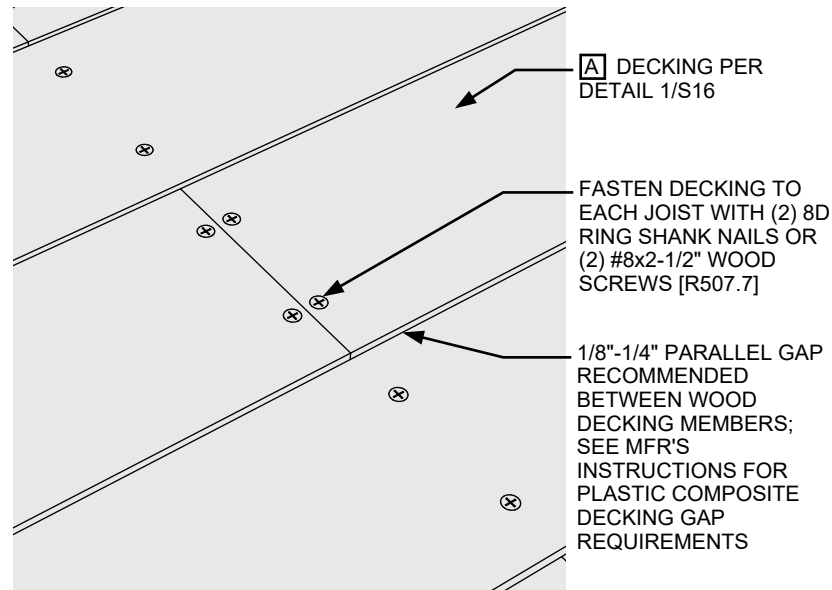 A DECKING PER
DETAIL 1/S16
FASTEN DECKING TO
EACH JOIST WITH (2) 8D
RING SHANK NAILS OR
(2) #8x2-1/2" WOOD
SCREWS [R507.7]
1/8"-1/4" PARALLEL GAP
RECOMMENDED
BETWEEN WOOD
DECKING MEMBERS;
SEE MFR'S
INSTRUCTIONS FOR
PLASTIC COMPOSITE
DECKING GAP
REQUIREMENTS